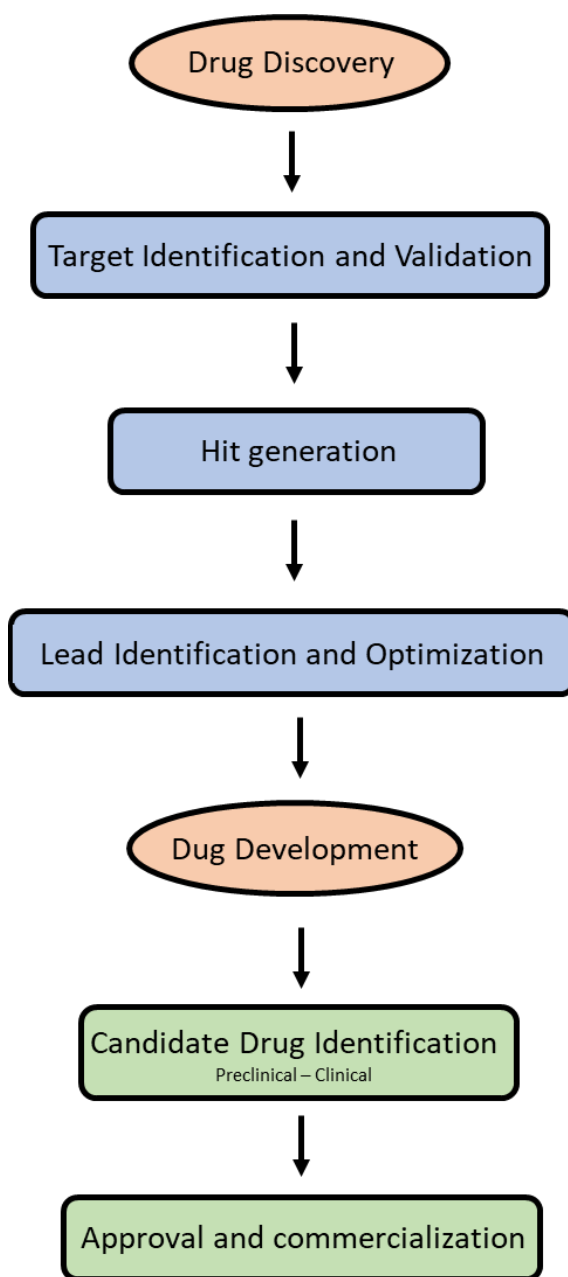 Drug Discovery
Target Identification and Validation
Hit generation
Lead Identification and Optimization
Dug Development
Candidate Drug Identification
Preclinical – Clinical
Approval and commercialization